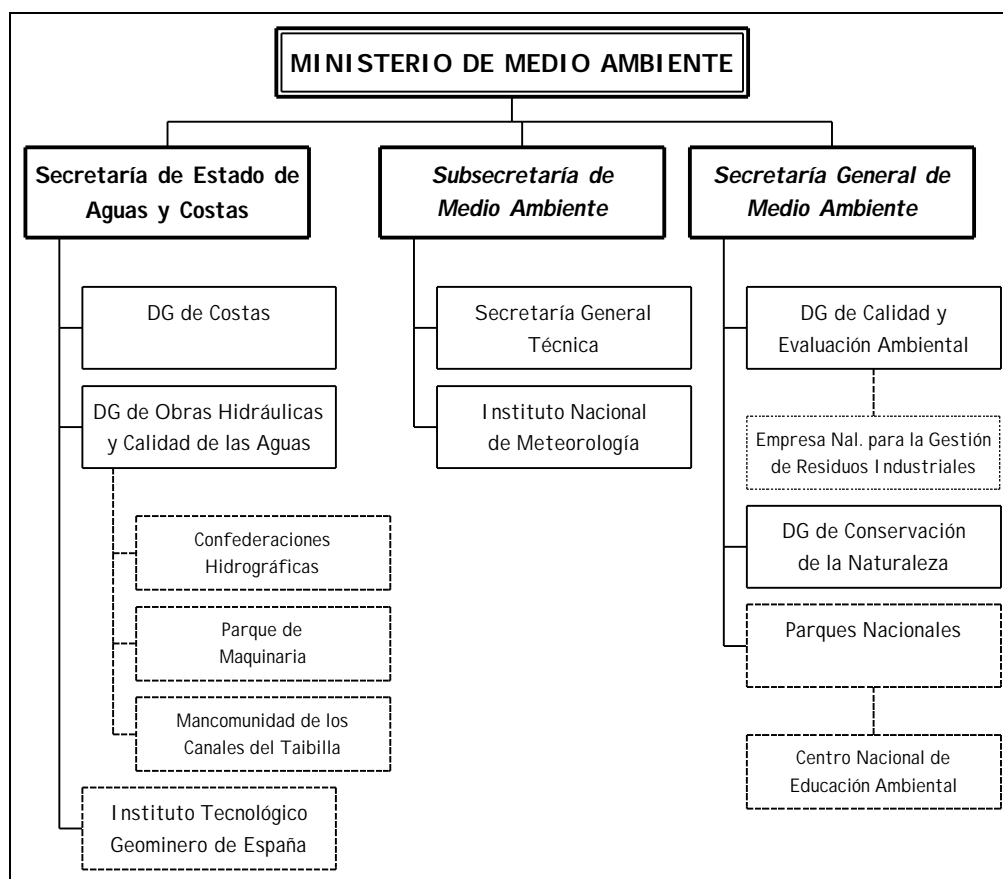 MINISTERIO DE MEDIO AMBIENTE
Secretaría de Estado de
Aguas y Costas
DG de Costas
DG de Obras Hidráulicas
y Calidad de las Aguas
Confederaciones
Hidrográficas
Parque de
Maquinaria
Mancomunidad de los
Canales del Taibilla
Instituto Tecnológico
Geominero de España
Subsecretaría de
Medio Ambiente
Secretaría General
Técnica
Instituto Nacional
de Meteorología
Secretaría General de
Medio Ambiente
DG de Calidad y
Evaluación Ambiental
Empresa Nal. para la Gestión
de Residuos Industriales
DG de Conservación
de la Naturaleza
Parques Nacionales
Centro Nacional de
Educación Ambiental